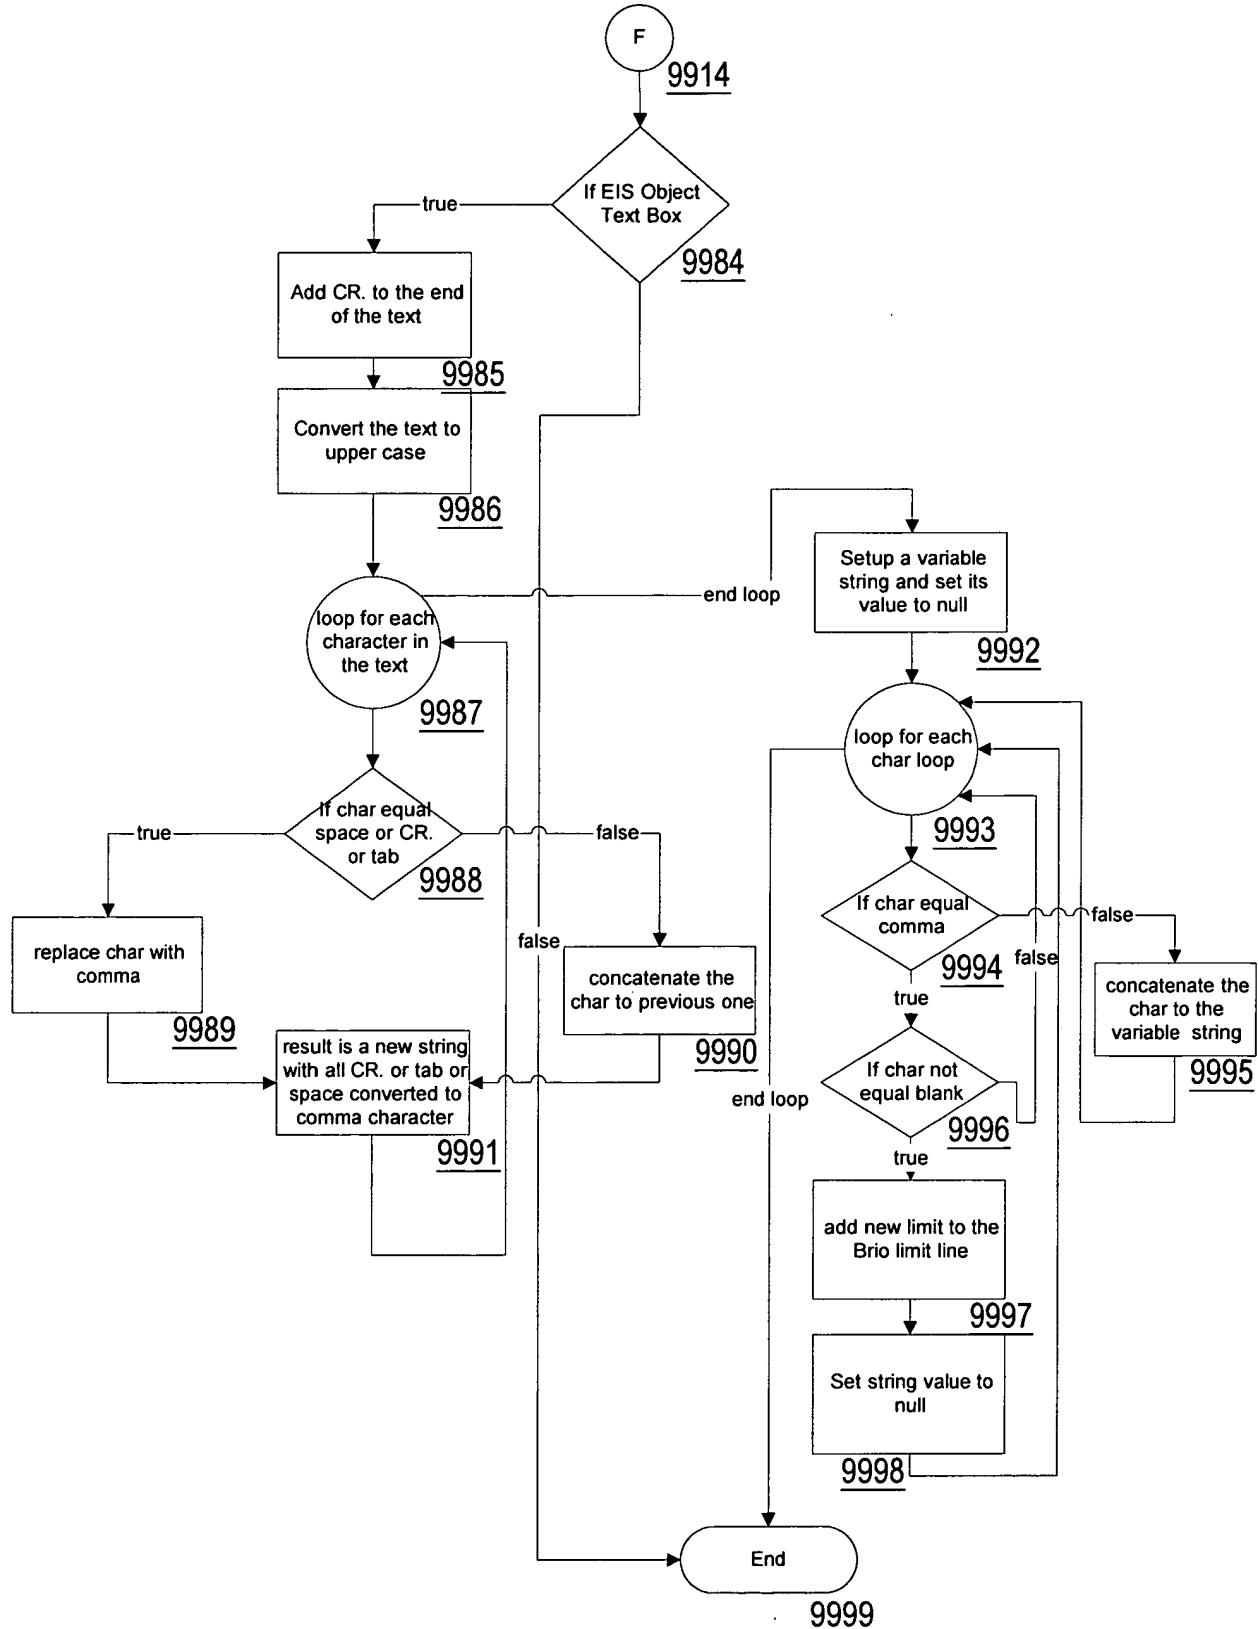 F
9914
If EIS Object
Text Box
9984
true
Add CR. to the end
of the text
9985
Convert the text to
upper case
9986
loop for each
character in
the text
9987
end loop
If char equal
space or CR.
or tab
9988
true
false
replace char with
comma
9989
false
concatenate the
char to previous one
9990
result is a new string
with all CR. or tab or
space converted to
comma character
9991
Setup a variable
string and set its
value to null
9992
loop for each
char loop
9993
If char equal
comma
9994
false
false
true
concatenate the
char to the
variable string
9995
If char not
equal blank
9996
end loop
true
add new limit to the
Brio limit line
9997
Set string value to
null
9998
End
9999